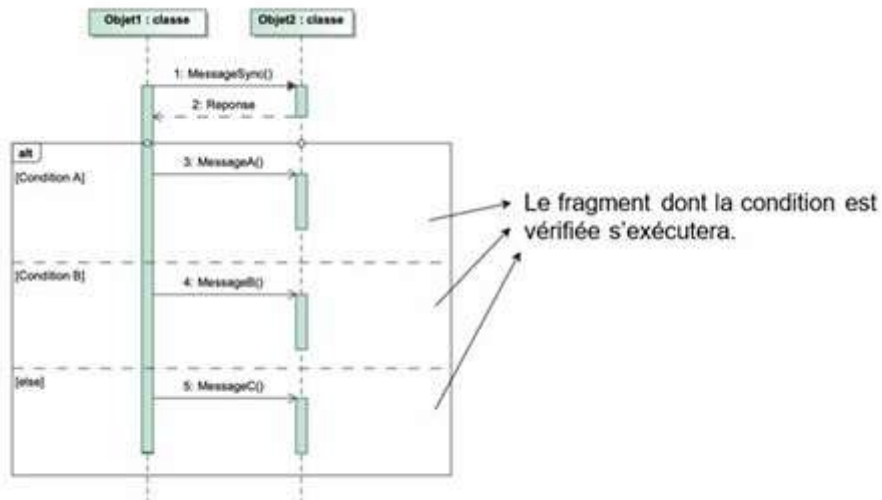 Objet1 : classe
Objet2 : classe
1: MessageSync()
2: Reponse
alt
[Condition A]
3: MessageA()
Le fragment dont la condition est
vérifiée s'exécutera.
[Condition B]
4: MessageB()
[else]
5: MessageC()